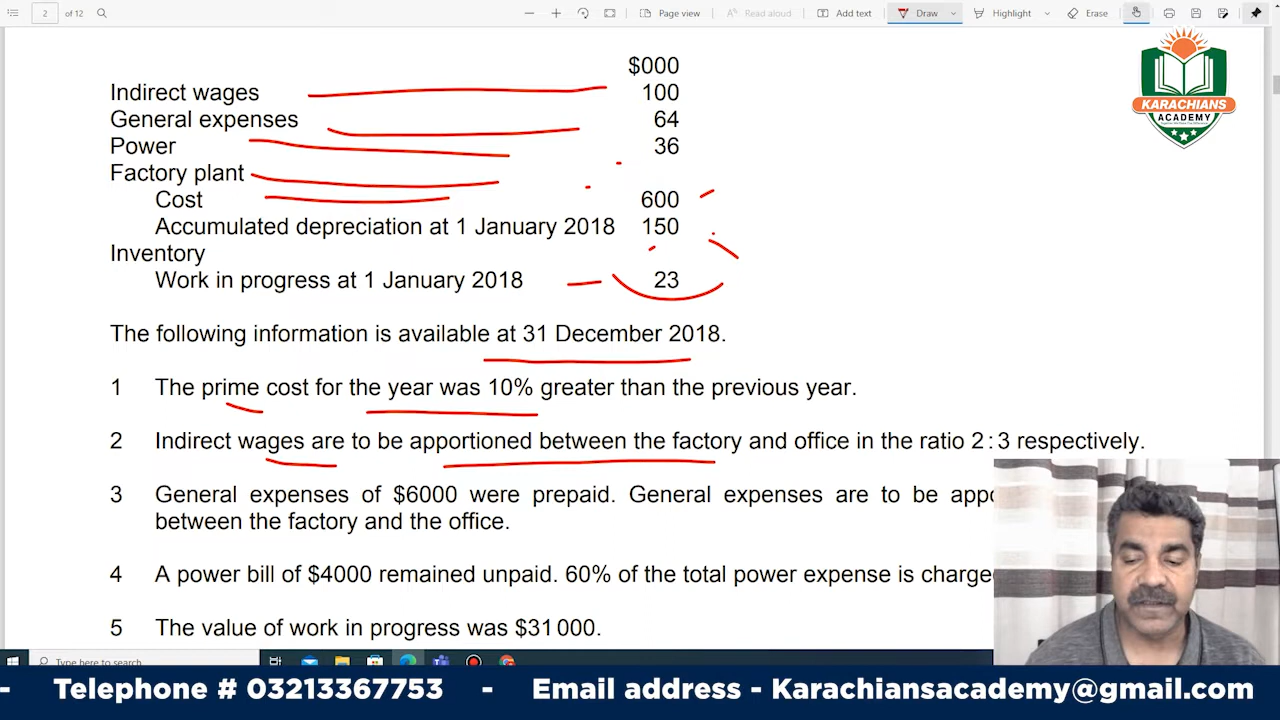 2 of 12 Page view Read aloud Add text Draw Highlight Erase
KARACHIANS
ACADEMY
$000
Indirect wages 100
General expenses 64
Power 36
Factory plant
Cost 600
Accumulated depreciation at 1 January 2018 150
Inventory
Work in progress at 1 January 2018 23
The following information is available at 31 December 2018.
1 The prime cost for the year was 10% greater than the previous year.
2 Indirect wages are to be apportioned between the factory and office in the ratio 2 : 3 respectively.
3 General expenses of $6000 were prepaid. General expenses are to be
between the factory and the office.
4 A power bill of $4000 remained unpaid. 60% of the total power expense is
5 The value of work in progress was $31 000.
Type here to search
- Telephone # 03213367753 - Email address - Karachiansacademy@gmail.com